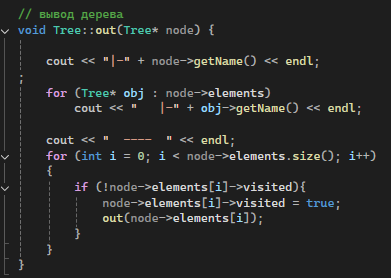 // вывод дерева
void Tree::out(Tree* node) {
cout << "|-" + node->getName() << endl;
;
for (Tree* obj : node->elements)
cout << "   |-" + obj->getName() << endl;
cout << "  ----  " << endl;
for (int i = 0; i < node->elements.size(); i++)
{
if (!node->elements[i]->visited){
node->elements[i]->visited = true;
out(node->elements[i]);
}
}
}